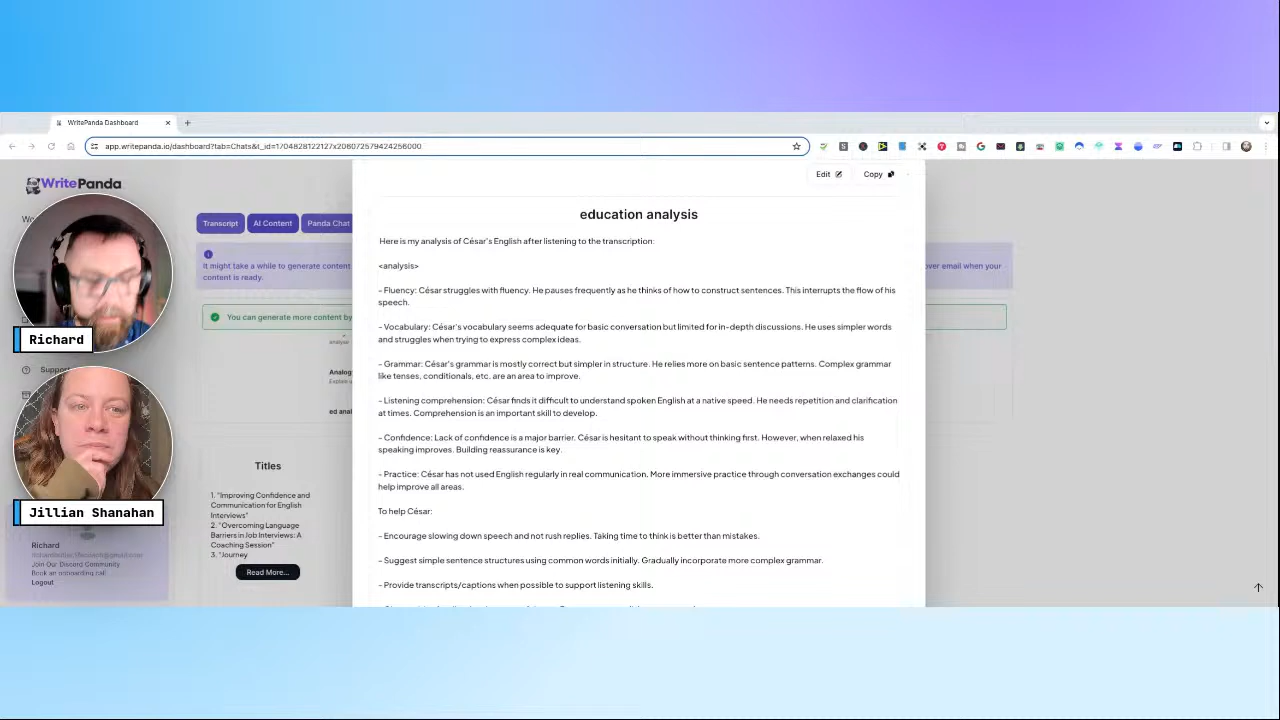 WritePanda Dashboard
app.writepanda.io/dashboard?tab=Chats&t_id=1704828122127x206072579424256000
WritePanda
Edit
Copy
Transcript
AI Content
Panda Chat
It might take a while to generate content
content is ready.
over email when your
You can generate more content by
education analysis
Here is my analysis of César's English after listening to the transcription:
<analysis>
- Fluency: César struggles with fluency. He pauses frequently as he thinks of how to construct sentences. This interrupts the flow of his
speech.
- Vocabulary: César's vocabulary seems adequate for basic conversation but limited for in-depth discussions. He uses simpler words
and struggles when trying to express complex ideas.
- Grammar: César's grammar is mostly correct but simpler in structure. He relies more on basic sentence patterns. Complex grammar
like tenses, conditionals, etc. are an area to improve.
- Listening comprehension: César finds it difficult to understand spoken English at a native speed. He needs repetition and clarification
at times. Comprehension is an important skill to develop.
- Confidence: Lack of confidence is a major barrier. César is hesitant to speak without thinking first. However, when relaxed his
speaking improves. Building reassurance is key.
- Practice: César has not used English regularly in real communication. More immersive practice through conversation exchanges could
help improve all areas.
To help César:
- Encourage slowing down speech and not rush replies. Taking time to think is better than mistakes.
- Suggest simple sentence structures using common words initially. Gradually incorporate more complex grammar.
- Provide transcripts/captions when possible to support listening skills.
analyse
Analog
Explain
ed anal
Titles
1. "Improving Confidence and
Communication for English
Interviews"
2. "Overcoming Language
Barriers in Job Interviews: A
Coaching Session"
3. "Journey
Read More...
Richard
Support
Jillian Shanahan
Richard
Join Our Discord Community
Book an onboarding call
Logout